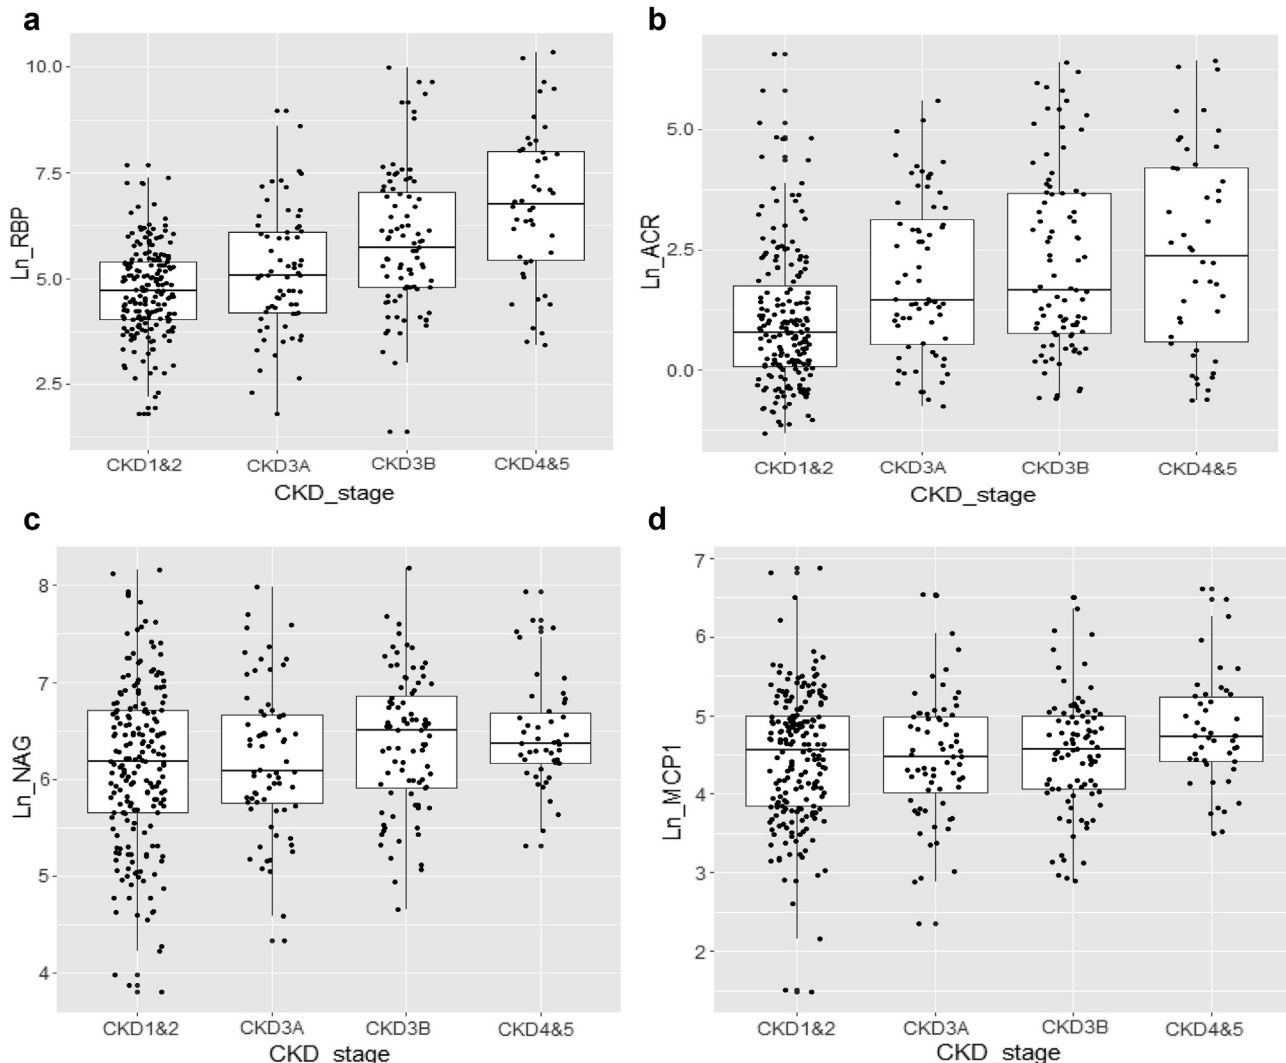 a
10.0
7.5
5.0
2.5
Ln_RBP
CKD1&2 CKD3A CKD3B CKD4&5
CKD_stage
b
5.0
2.5
0.0
Ln_ACR
CKD1&2 CKD3A CKD3B CKD4&5
CKD_stage
c
8
7
6
5
4
Ln_NAG
CKD1&2 CKD3A CKD3B CKD4&5
CKD_stage
d
7
6
5
4
3
2
Ln_MCP1
CKD1&2 CKD3A CKD3B CKD4&5
CKD_stage